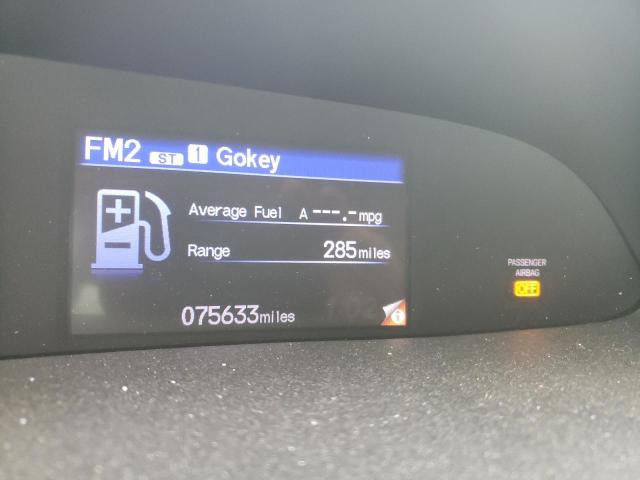 FM2 ST 1 Gokey
Average Fuel A ---.- mpg
Range 285 miles
PASSENGER
AIRBAG
OFF
075633 miles